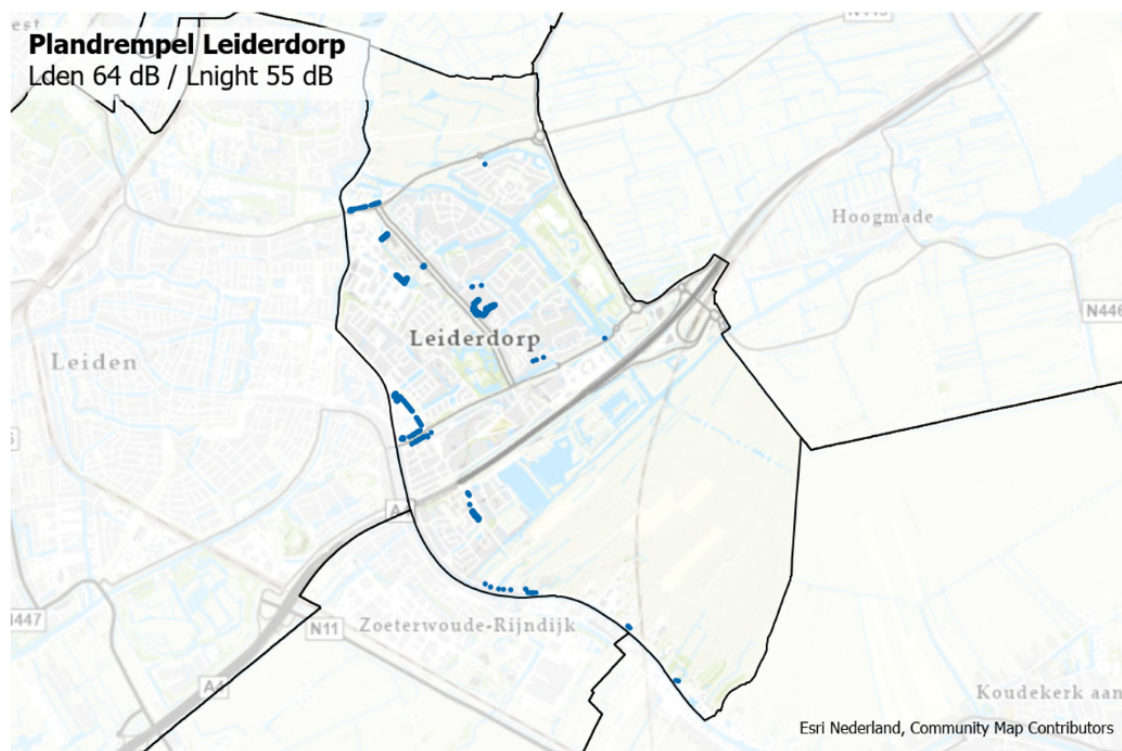 Plandrempel Leiderdorp
Lden 64 dB / Lnight 55 dB
Hoogmade
N446
Leiderdorp
Leiden
A4
N447
N11
Zoeterwoude-Rijndijk
Koudekerk aan
Esri Nederland, Community Map Contributors